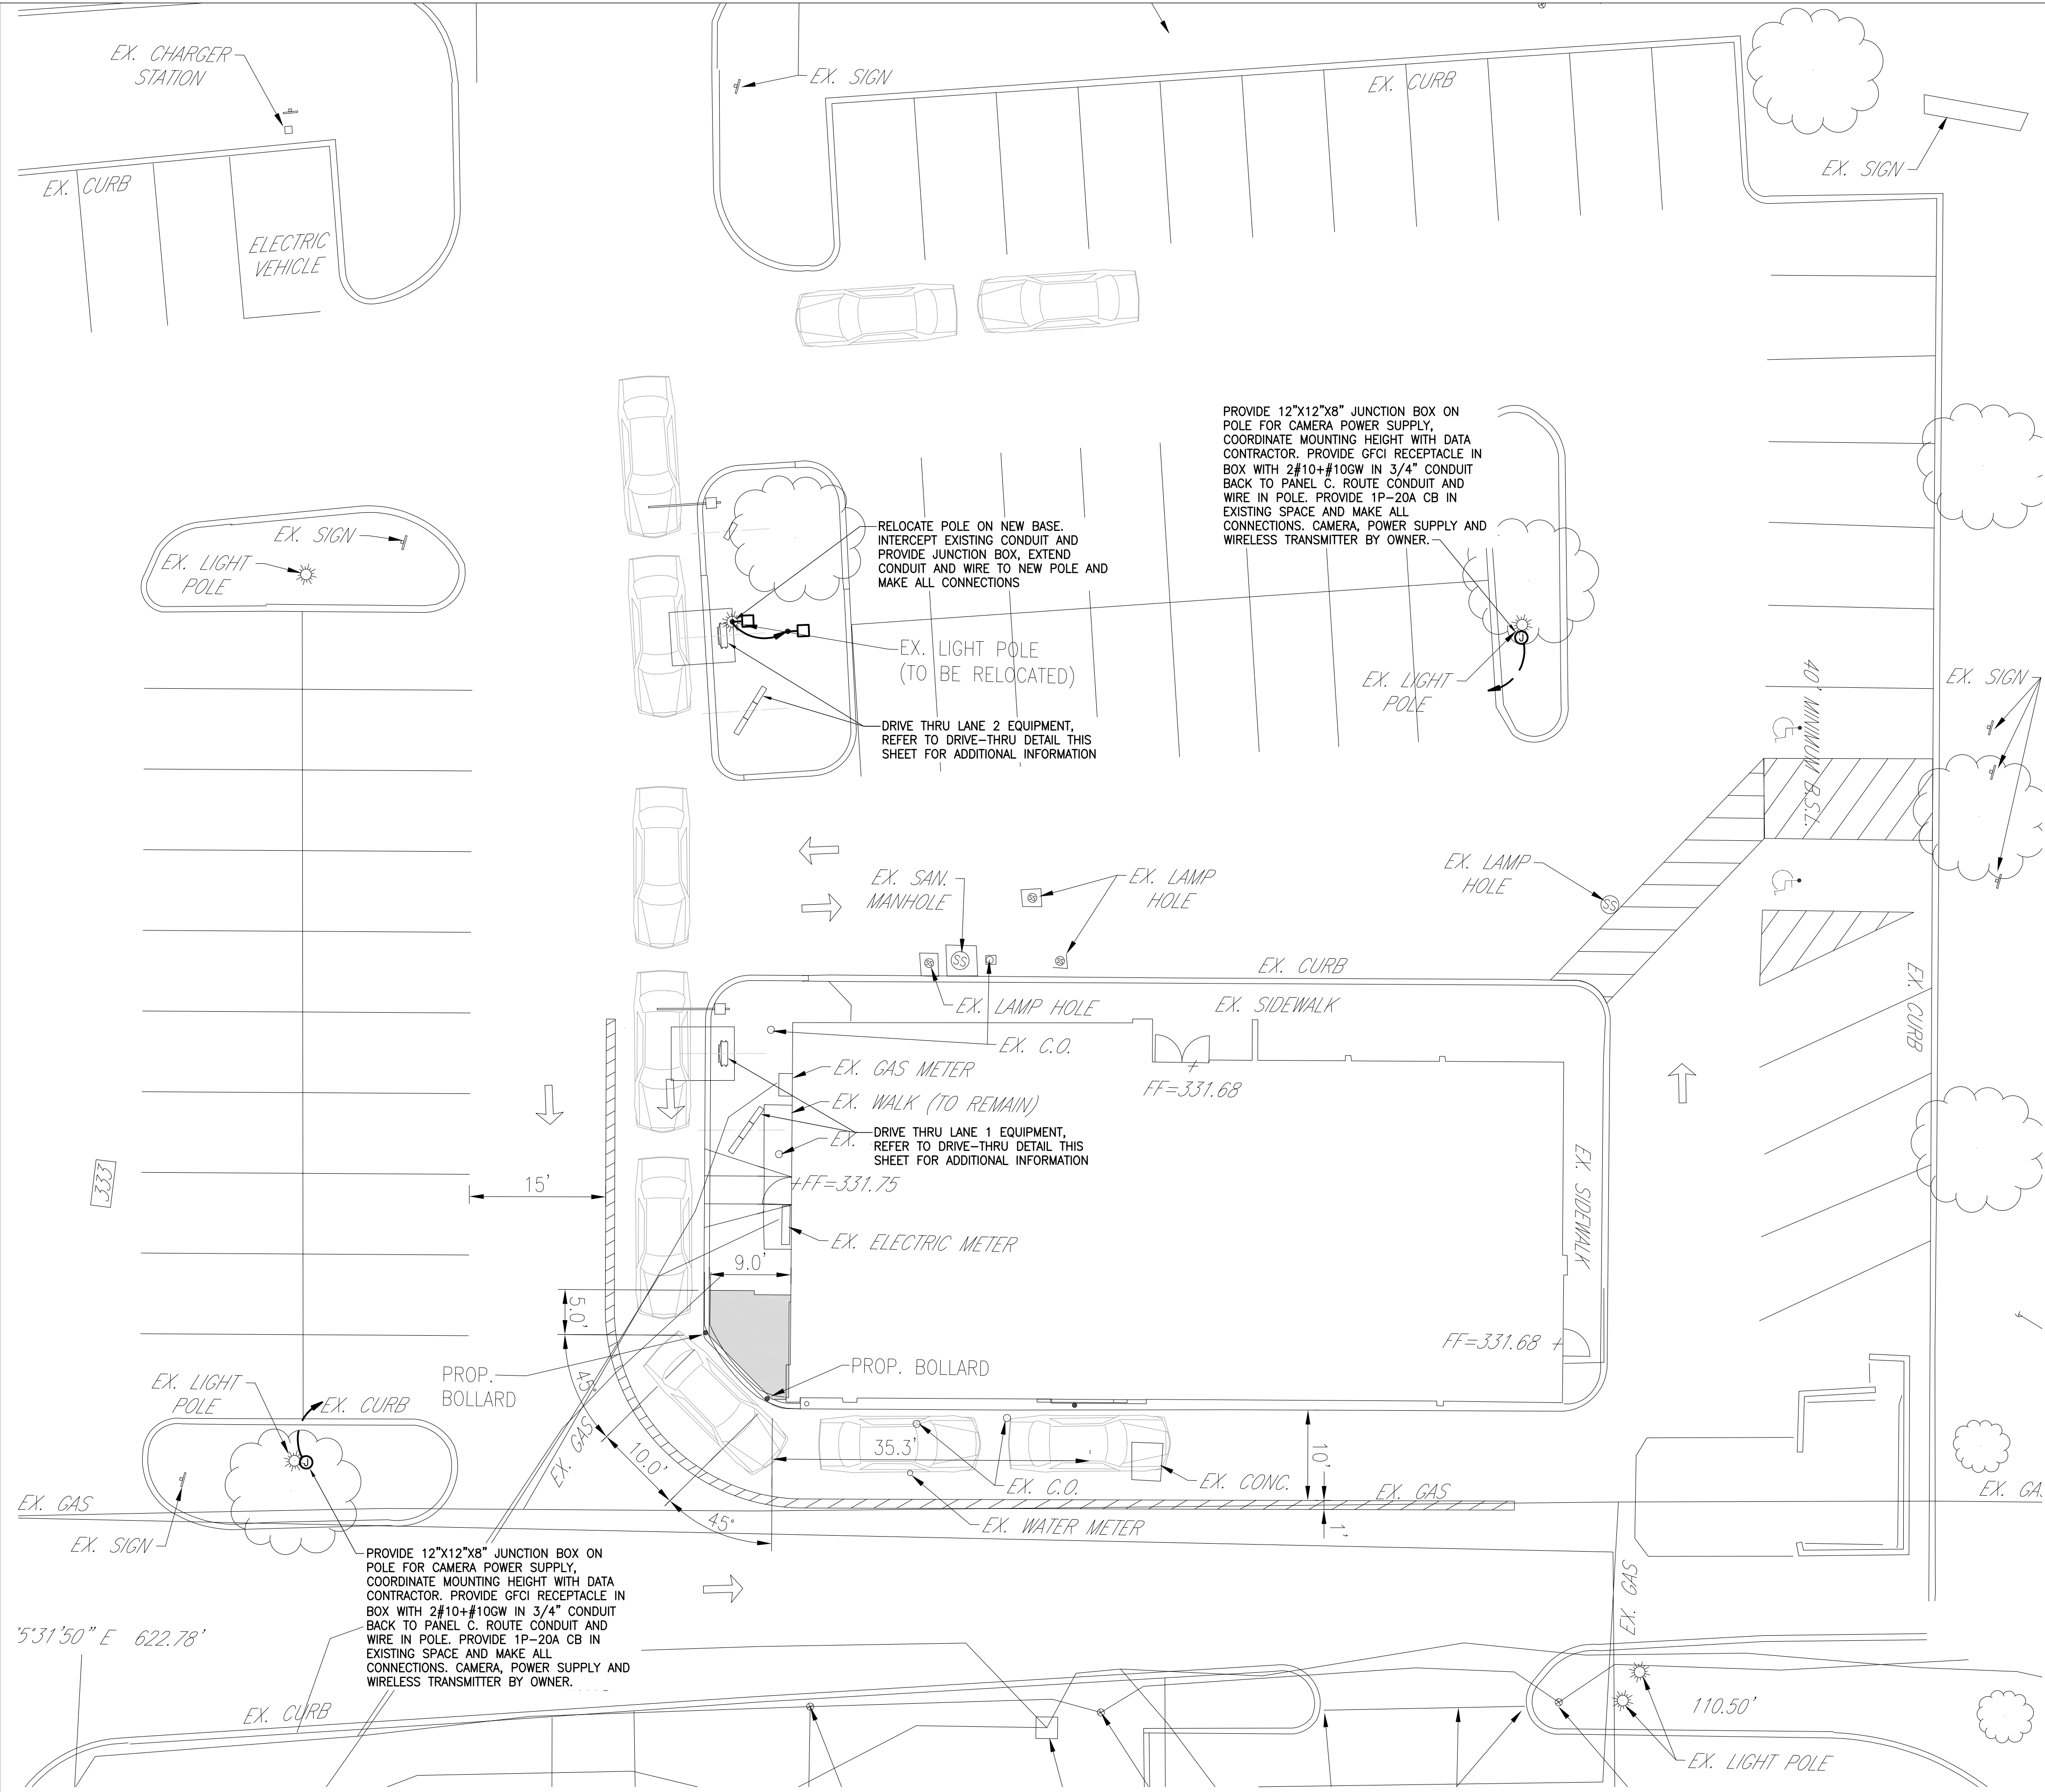 EX. CHARGER
STATION
EX. SIGN
EX. CURB
EX. SIGN
EX. CURB
ELECTRIC
VEHICLE
PROVIDE 12"X12"X8" JUNCTION BOX ON
POLE FOR CAMERA POWER SUPPLY,
COORDINATE MOUNTING HEIGHT WITH DATA
CONTRACTOR. PROVIDE GFCI RECEPTACLE IN
BOX WITH 2#10+#10GW IN 3/4" CONDUIT
BACK TO PANEL C. ROUTE CONDUIT AND
WIRE IN POLE. PROVIDE 1P-20A CB IN
EXISTING SPACE AND MAKE ALL
CONNECTIONS. CAMERA, POWER SUPPLY AND
WIRELESS TRANSMITTER BY OWNER.
EX. SIGN
EX. LIGHT
POLE
RELOCATE POLE ON NEW BASE.
INTERCEPT EXISTING CONDUIT AND
PROVIDE JUNCTION BOX, EXTEND
CONDUIT AND WIRE TO NEW POLE AND
MAKE ALL CONNECTIONS
EX. LIGHT POLE
(TO BE RELOCATED)
J
EX. LIGHT
POLE
40' MINIMUM B.S.L.
EX. SIGN
DRIVE THRU LANE 2 EQUIPMENT,
REFER TO DRIVE-THRU DETAIL THIS
SHEET FOR ADDITIONAL INFORMATION
EX. SAN.
MANHOLE
EX. LAMP
HOLE
EX. LAMP
HOLE
SS
SS
SS
SS
SS
EX. CURB
EX. LAMP HOLE
EX. SIDEWALK
EX. CURB
EX. C.O.
EX. GAS METER
FF=331.68
EX. WALK (TO REMAIN)
EX.
DRIVE THRU LANE 1 EQUIPMENT,
REFER TO DRIVE-THRU DETAIL THIS
SHEET FOR ADDITIONAL INFORMATION
333
15'
+FF=331.75
EX. SIDEWALK
EX. ELECTRIC METER
9.0'
5.0'
FF=331.68 +
PROP.
BOLLARD
PROP. BOLLARD
45°
EX. LIGHT
POLE
EX. CURB
J
EX. GAS
10.0'
35.3'
10'
EX. C.O.
EX. CONC.
EX. GAS
EX. GAS
EX. GA
45°
EX. WATER METER
1'
EX. SIGN
PROVIDE 12"X12"X8" JUNCTION BOX ON
POLE FOR CAMERA POWER SUPPLY,
COORDINATE MOUNTING HEIGHT WITH DATA
CONTRACTOR. PROVIDE GFCI RECEPTACLE IN
BOX WITH 2#10+#10GW IN 3/4" CONDUIT
BACK TO PANEL C. ROUTE CONDUIT AND
WIRE IN POLE. PROVIDE 1P-20A CB IN
EXISTING SPACE AND MAKE ALL
CONNECTIONS. CAMERA, POWER SUPPLY AND
WIRELESS TRANSMITTER BY OWNER.
EX. GAS
5°31'50" E 622.78'
EX. CURB
110.50'
EX. LIGHT POLE